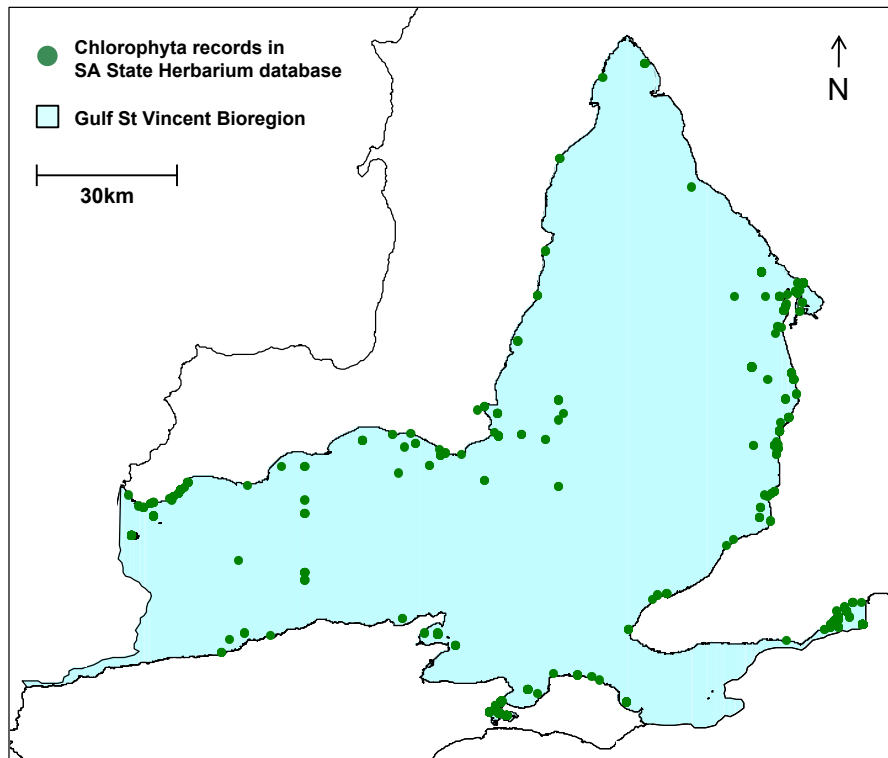 Chlorophyta records in
SA State Herbarium database
Gulf St Vincent Bioregion
30km
N